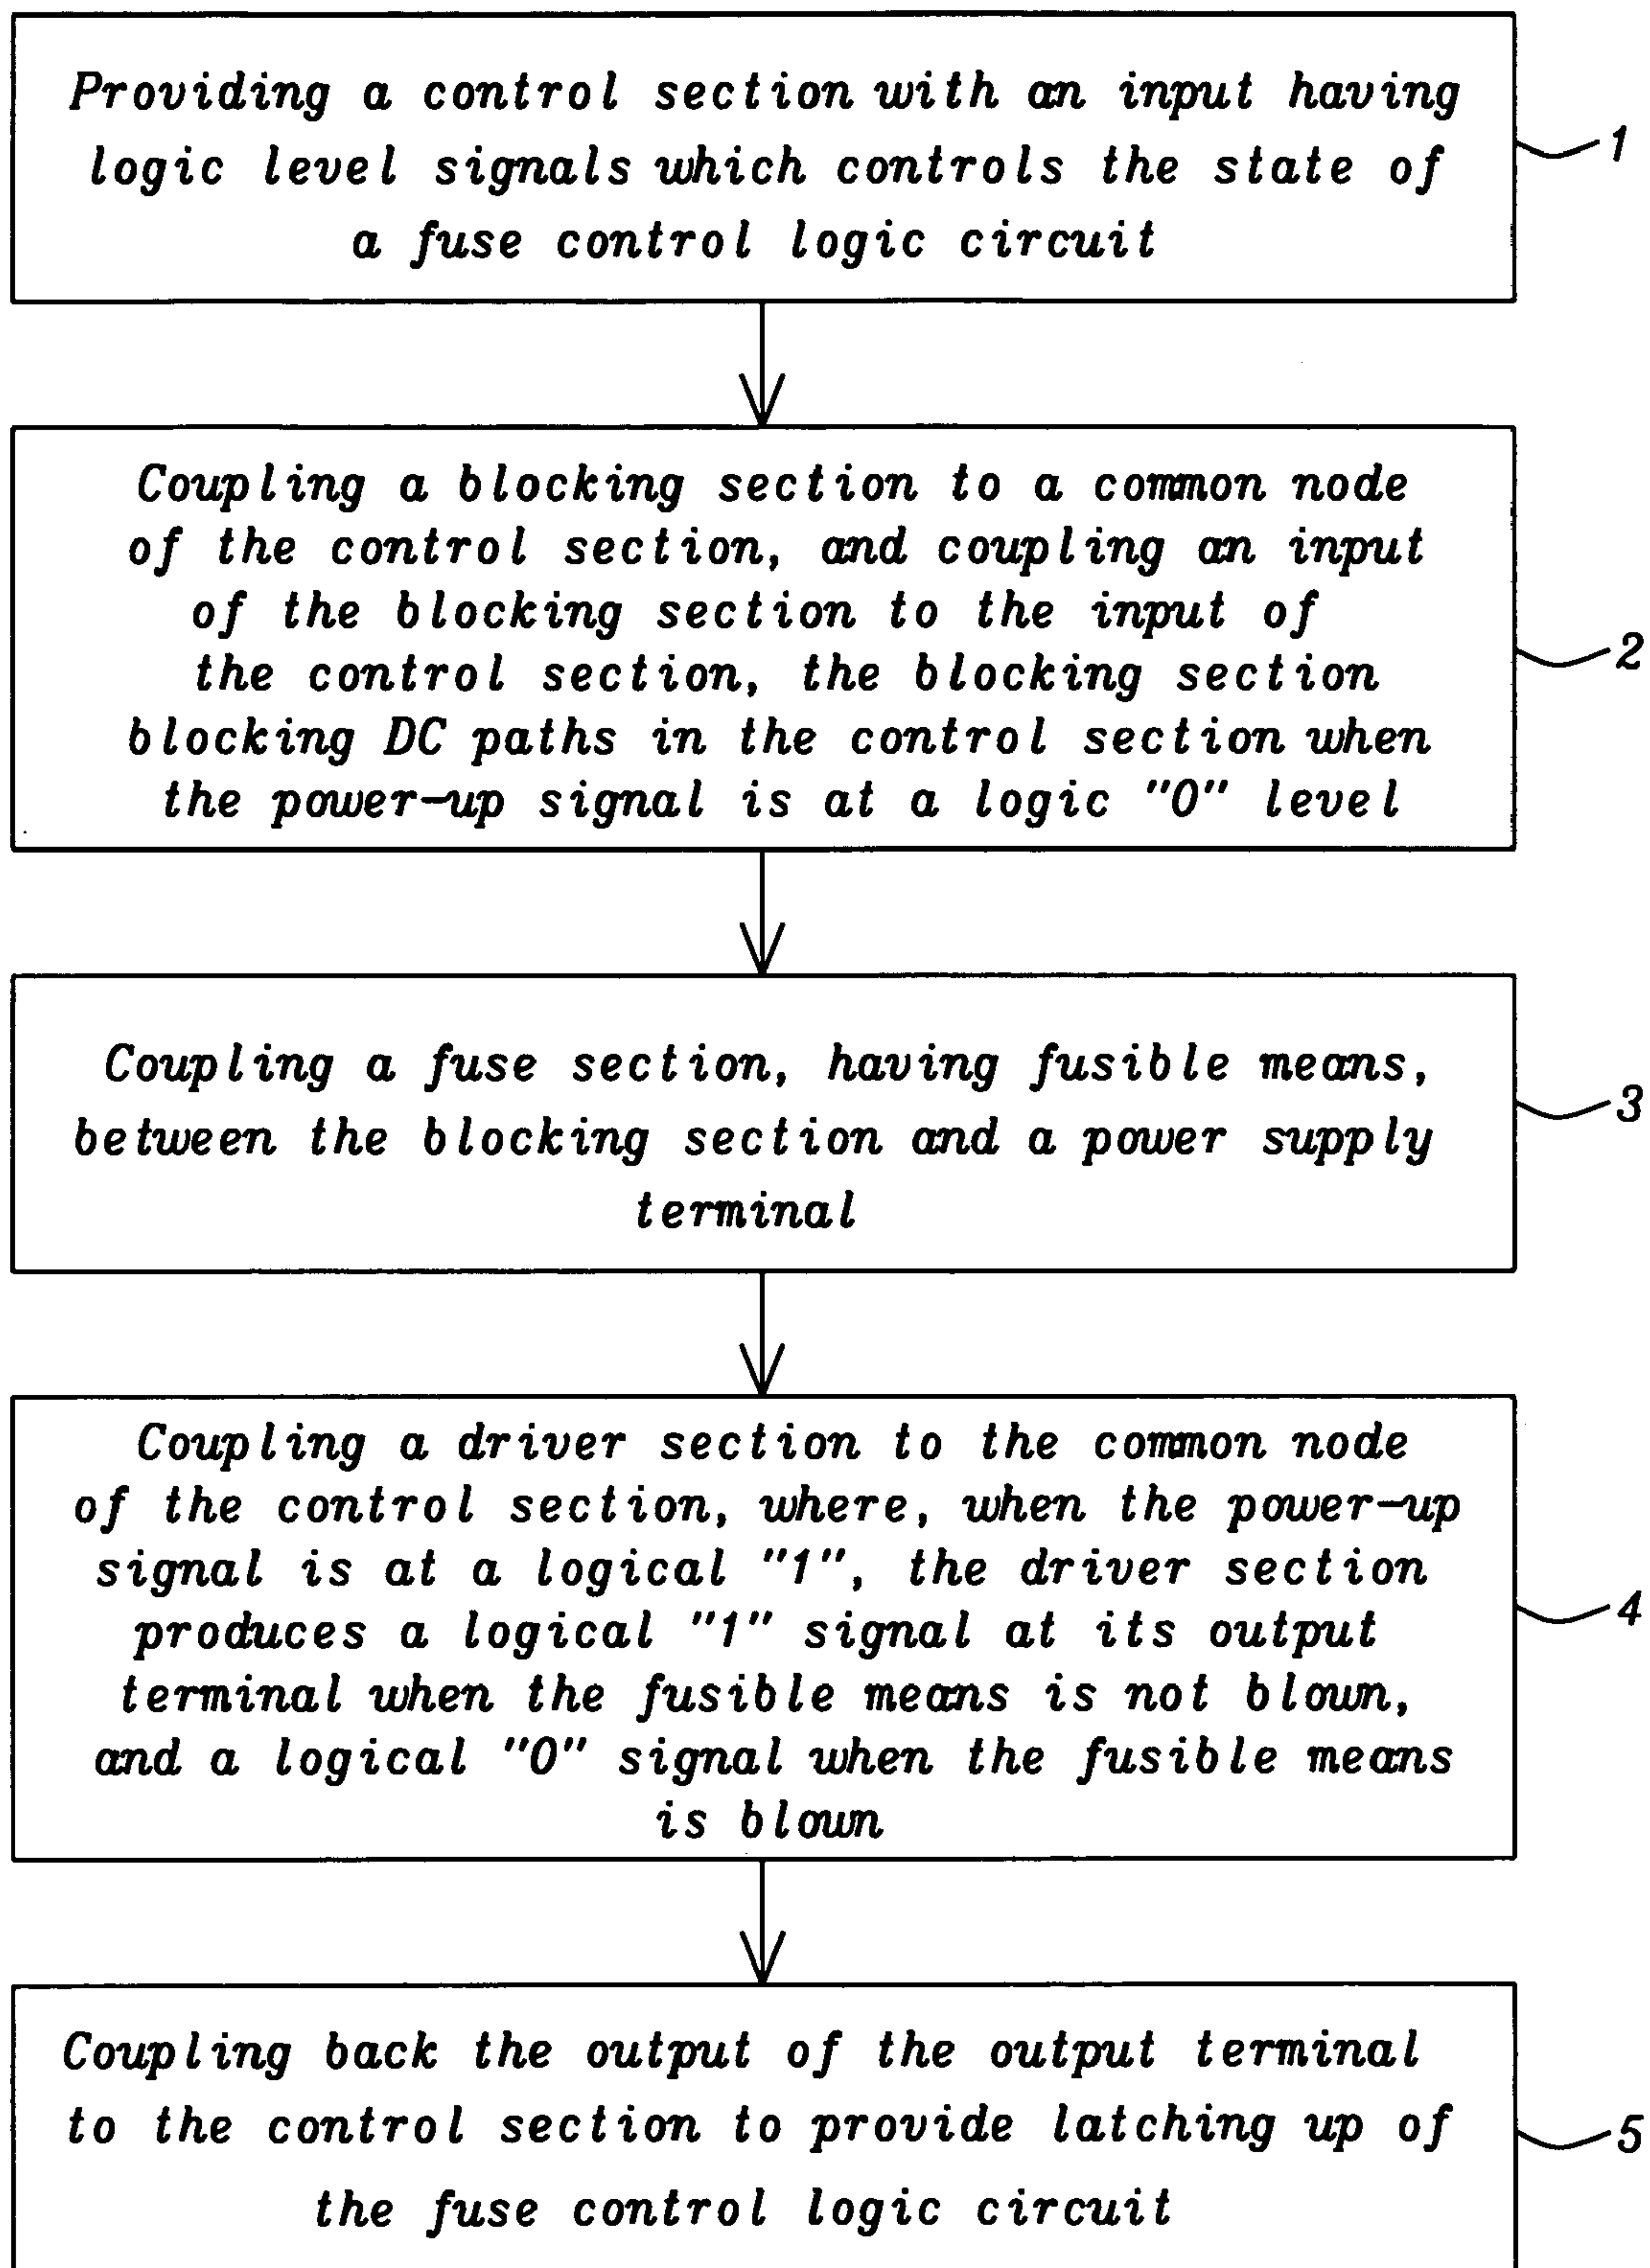 Providing a control section with an input having
logic level signals which controls the state of
a fuse control logic circuit
1
Coupling a blocking section to a common node
of the control section, and coupling an input
of the blocking section to the input of
the control section, the blocking section
blocking DC paths in the control section when
the power-up signal is at a logic "0" level
2
Coupling a fuse section, having fusible means,
between the blocking section and a power supply
terminal
3
Coupling a driver section to the common node
of the control section, where, when the power-up
signal is at a logical "1", the driver section
produces a logical "1" signal at its output
terminal when the fusible means is not blown,
and a logical "0" signal when the fusible means
is blown
4
Coupling back the output of the output terminal
to the control section to provide latching up of
the fuse control logic circuit
5